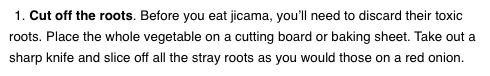 1. Cut off the roots. Before you eat jicama, you’ll need to discard their toxic
roots. Place the whole vegetable on a cutting board or baking sheet. Take out a
sharp knife and slice off all the stray roots as you would those on a red onion.